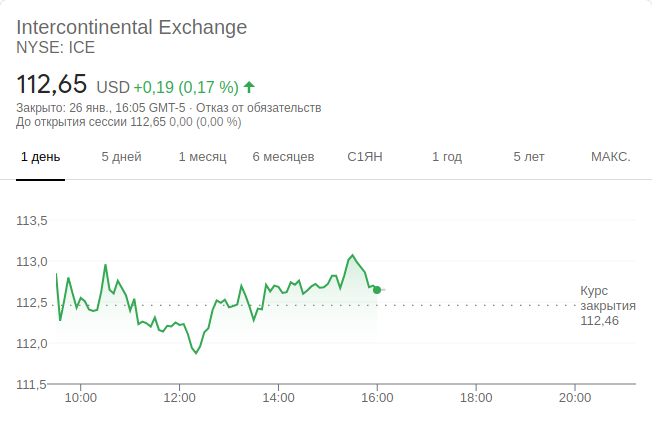 Intercontinental Exchange
NYSE: ICE
112,65 USD +0,19 (0,17 %)
Закрыто: 26 янв., 16:05 GMT-5 · Отказ от обязательств
До открытия сессии 112,65 0,00 (0,00 %)
1 день 5 дней 1 месяц 6 месяцев С1ЯН 1 год 5 лет МАКС.
113,5
113,0
112,5
112,0
111,5
Курс
закрытия
112,46
10:00 12:00 14:00 16:00 18:00 20:00